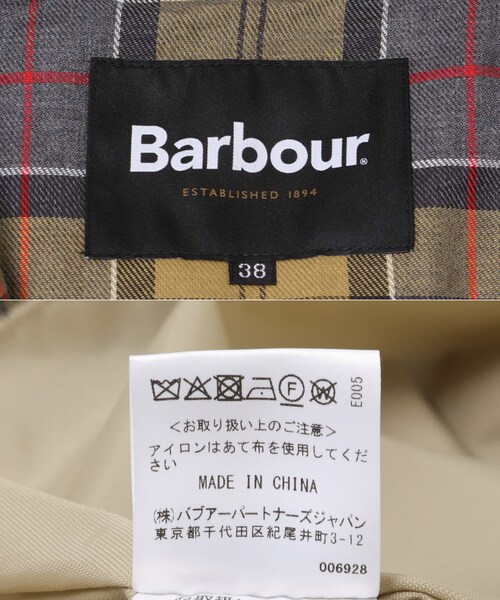 Barbour®
ESTABLISHED 1894
38
E005
<お取り扱い上のご注意>
アイロンはあて布を使用してくだ
さい
MADE IN CHINA
(株)バブアーパートナーズジャパン
東京都千代田区紀尾井町3-12
006928